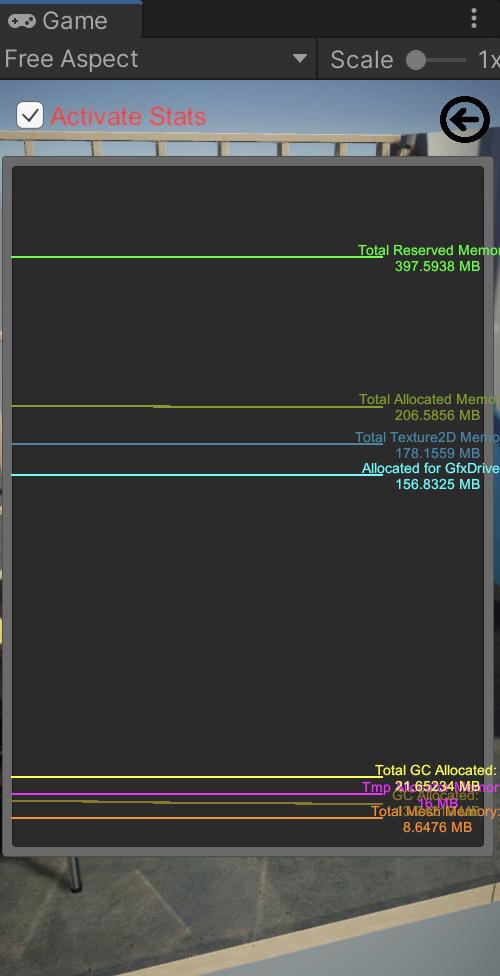 Game
Free Aspect
Scale
1x
Activate Stats
Total Reserved Memo
397.5938 MB
Total Allocated Memo
206.5856 MB
Total Texture2D Memo
178.1559 MB
Allocated for GfxDrive
156.8325 MB
Total GC Allocated:
21.65234 MB
Tmp
GC Allocated:
16 MB
Total Mesh Memory:
8.6476 MB